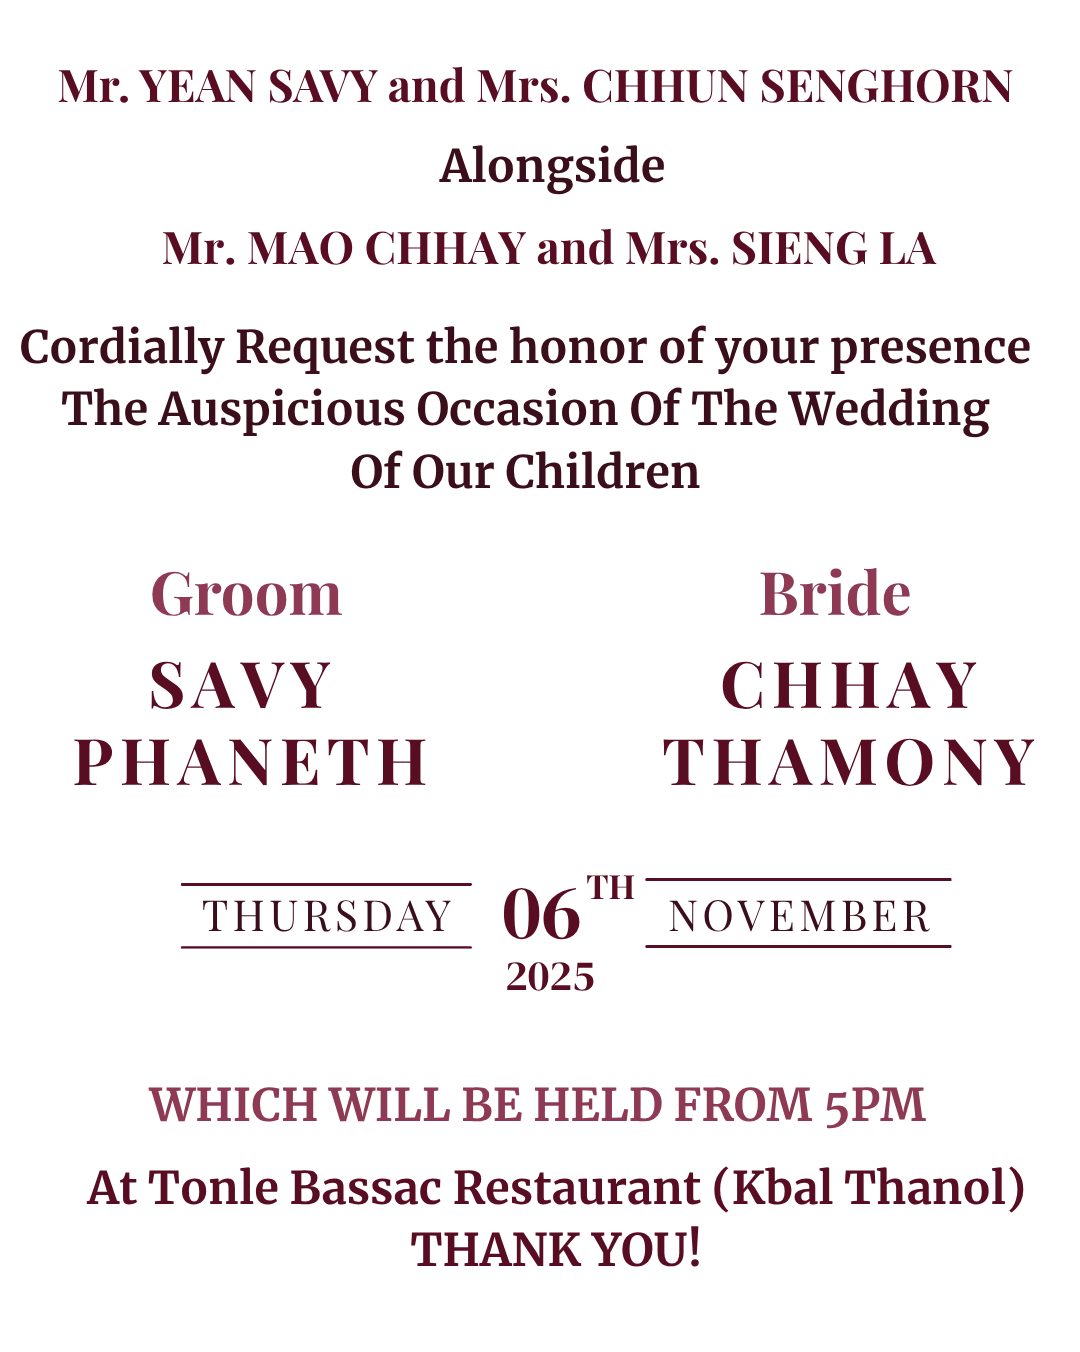 Mr. YEAN SAVY and Mrs. CHHUN SENGHORN
Alongside
Mr. MAO CHHAY and Mrs. SIENG LA
Cordially Request the honor of your presence
The Auspicious Occasion Of The Wedding
Of Our Children
Groom
SAVY
PHANETH
Bride
CHHAY
THAMONY
THURSDAY 06TH NOVEMBER
2025
WHICH WILL BE HELD FROM 5PM
At Tonle Bassac Restaurant (Kbal Thanol)
THANK YOU!